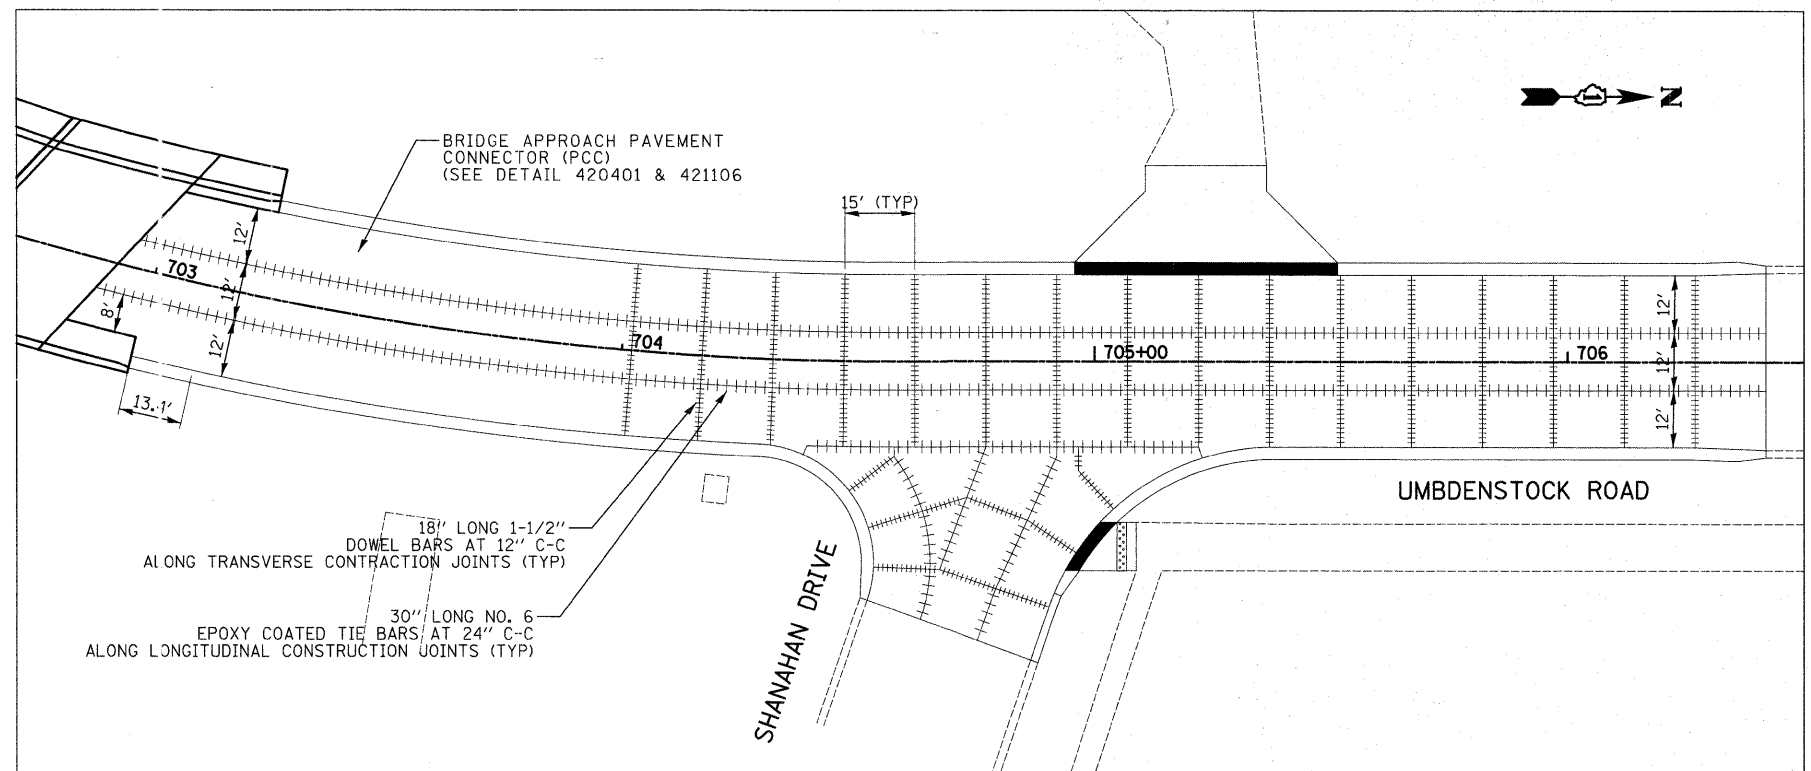 BRIDGE APPROACH PAVEMENT
CONNECTOR (PCC)
(SEE DETAIL 420401 & 421106
N
15' (TYP)
12'
703
12'
8'
12'
13.1'
704
705+00
706
12'
12'
12'
UMBDENSTOCK ROAD
18" LONG 1-1/2"
DOWEL BARS AT 12" C-C
ALONG TRANSVERSE CONTRACTION JOINTS (TYP)
30" LONG NO. 6
EPOXY COATED TIE BARS AT 24" C-C
ALONG LONGITUDINAL CONSTRUCTION JOINTS (TYP)
SHANAHAN DRIVE